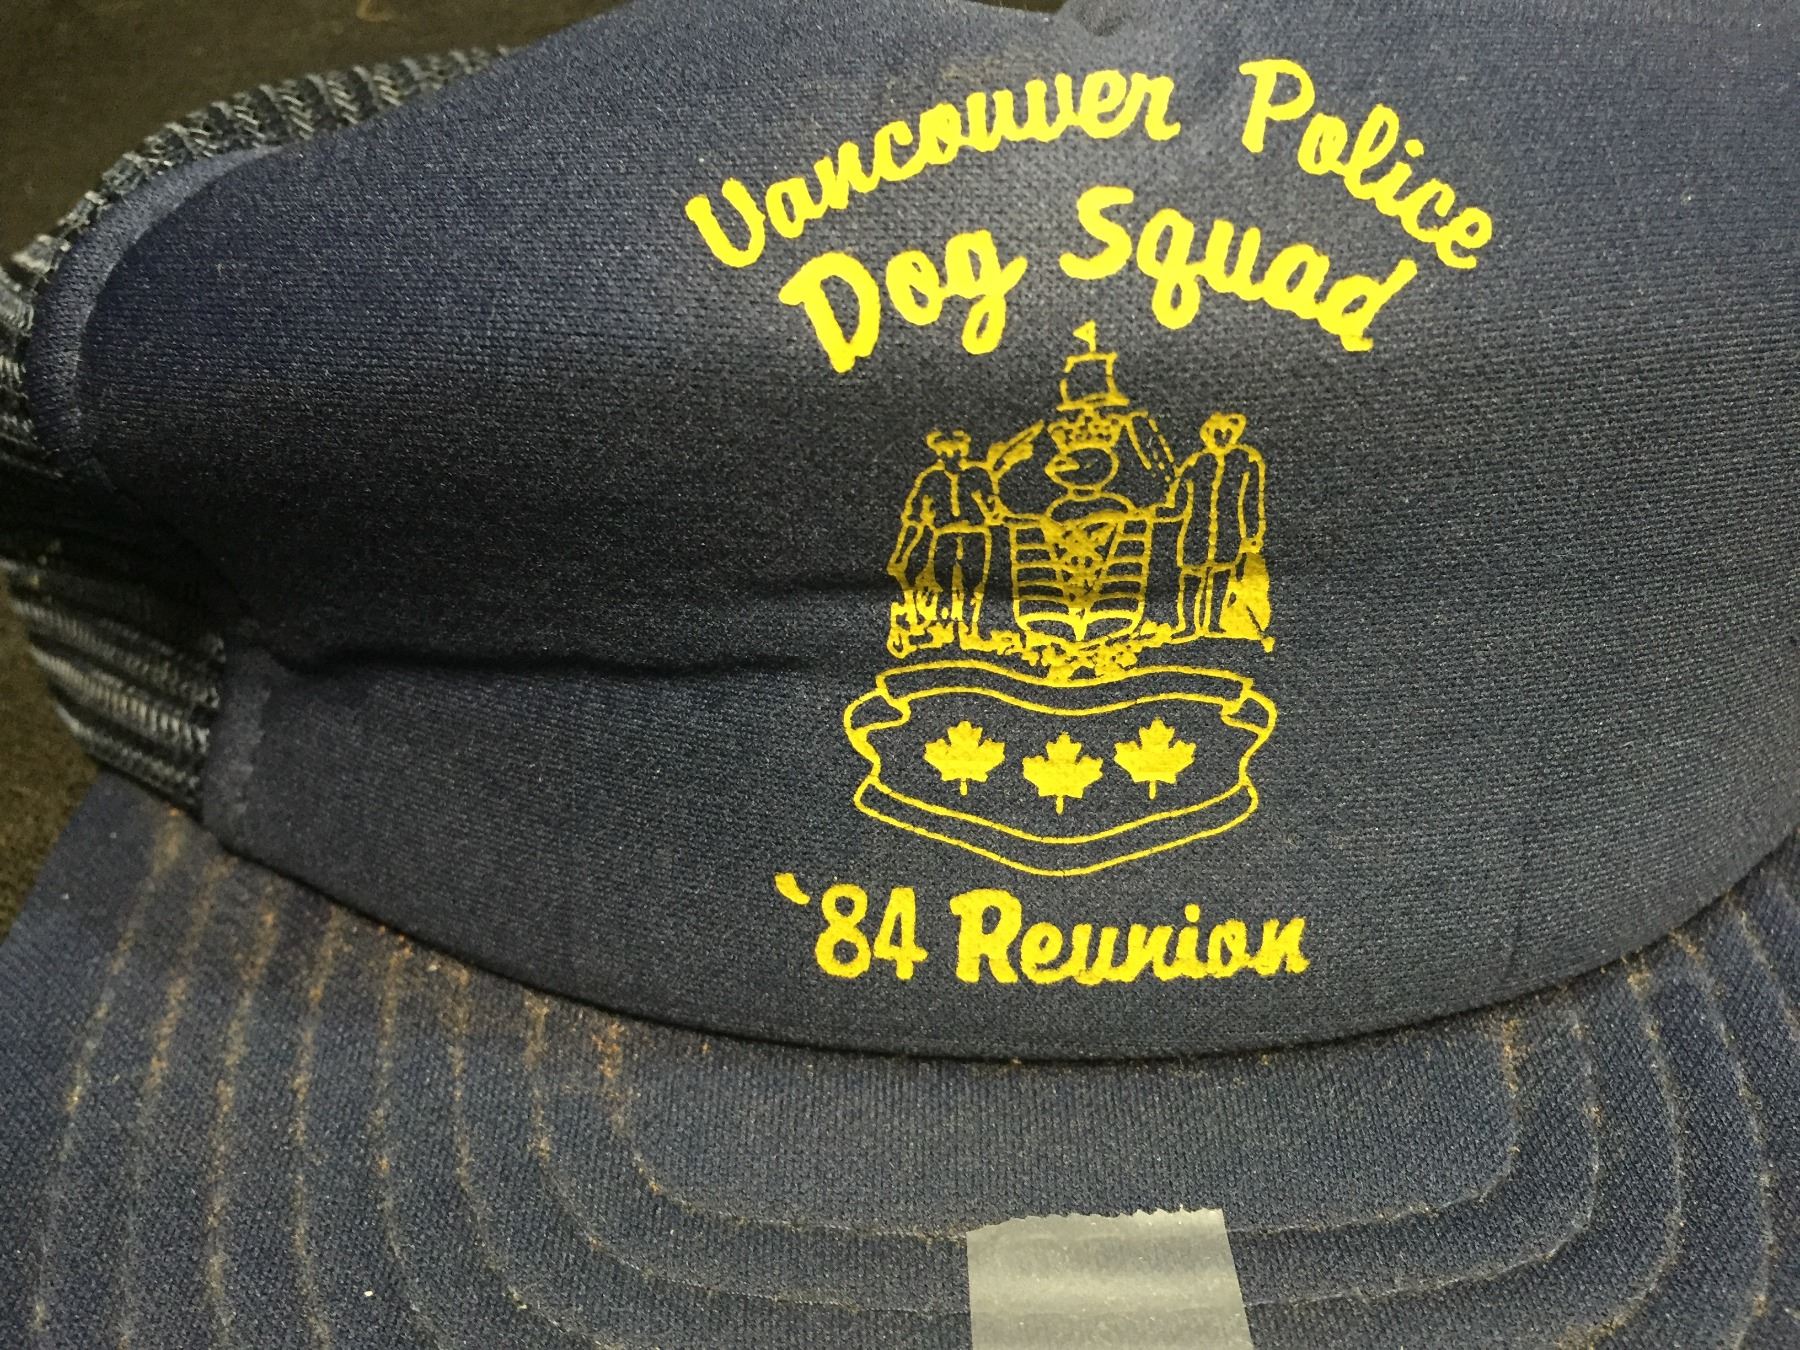 Vancouver Police
Dog Squad
`84 Reunion